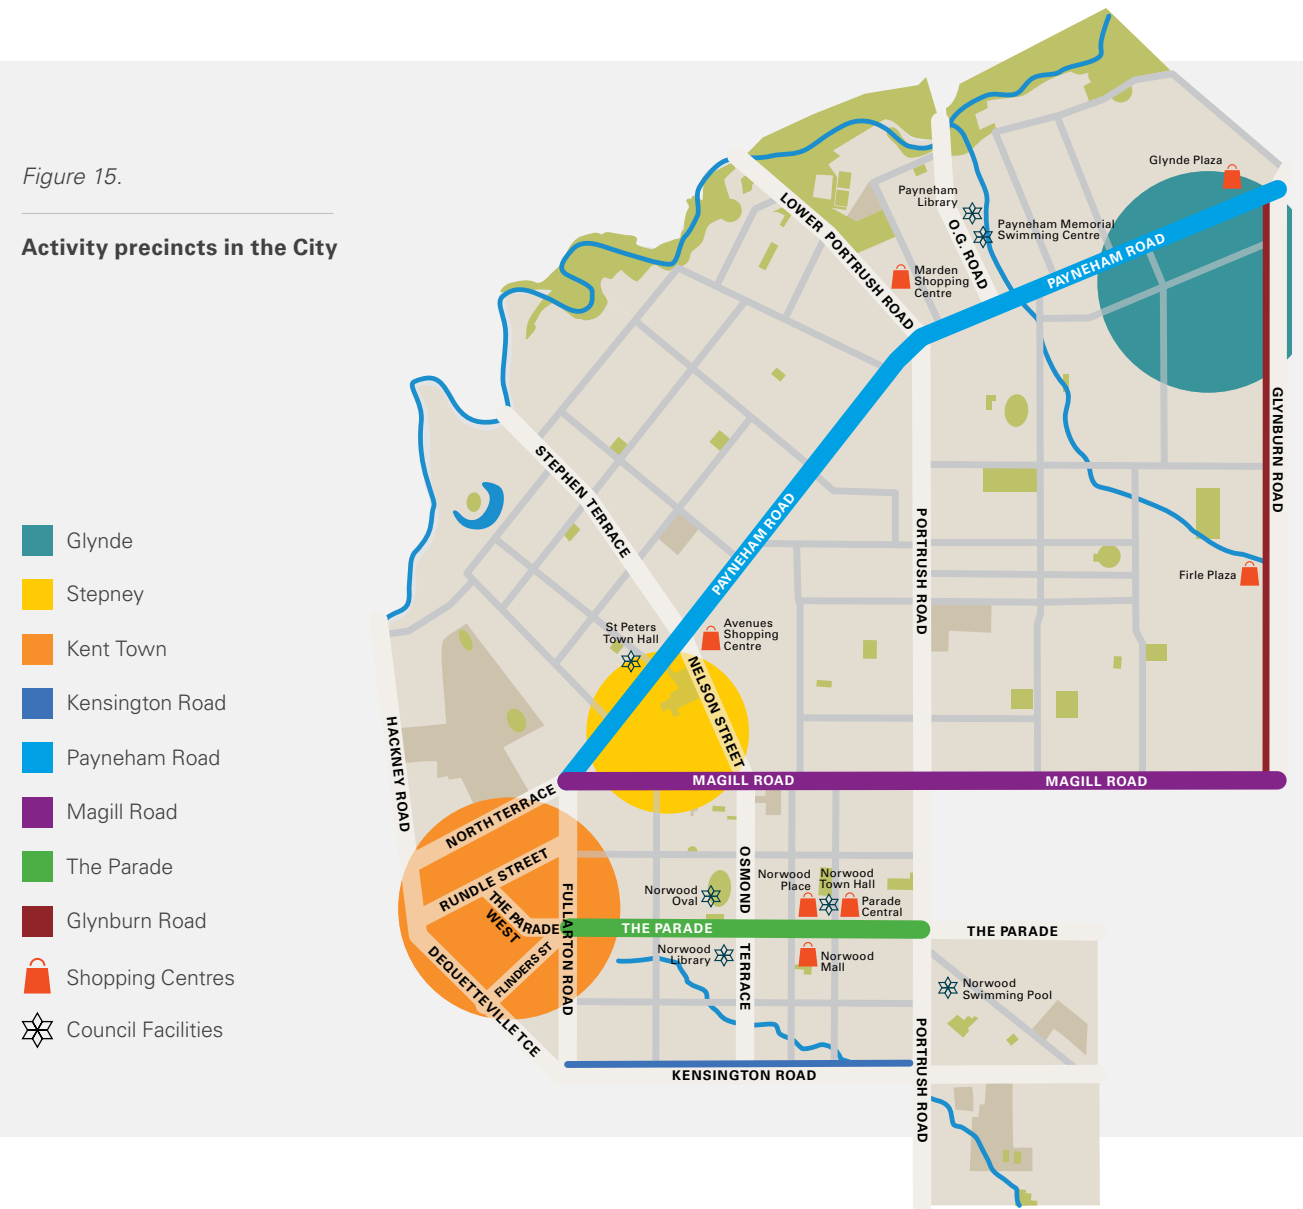 Figure 15.
Activity precincts in the City
Glynde
Stepney
Kent Town
Kensington Road
Payneham Road
Magill Road
The Parade
Glynburn Road
Shopping Centres
Council Facilities
Glynde Plaza
Payneham
Library
Payneham Memorial
Swimming Centre
LOWER PORTRUSH ROAD
O.G. ROAD
PAYNEHAM ROAD
Marden
Shopping
Centre
GLYNBURN ROAD
STEPHEN TERRACE
PAYNEHAM ROAD
PORTRUSH ROAD
Firle Plaza
St Peters
Town Hall
Avenues
Shopping
Centre
NELSON STREET
HACKNEY ROAD
MAGILL ROAD
MAGILL ROAD
NORTH TERRACE
RUNDLE STREET
THE PARADE
WEST
THE PARADE
FLINDERS ST
DEQUETTEVILLE TCE
FULLARTON ROAD
OSMOND
TERRACE
Norwood
Oval
Norwood
Place
Norwood
Town Hall
Parade
Central
THE PARADE
THE PARADE
Norwood
Library
Norwood
Mall
Norwood
Swimming Pool
KENSINGTON ROAD
PORTRUSH ROAD